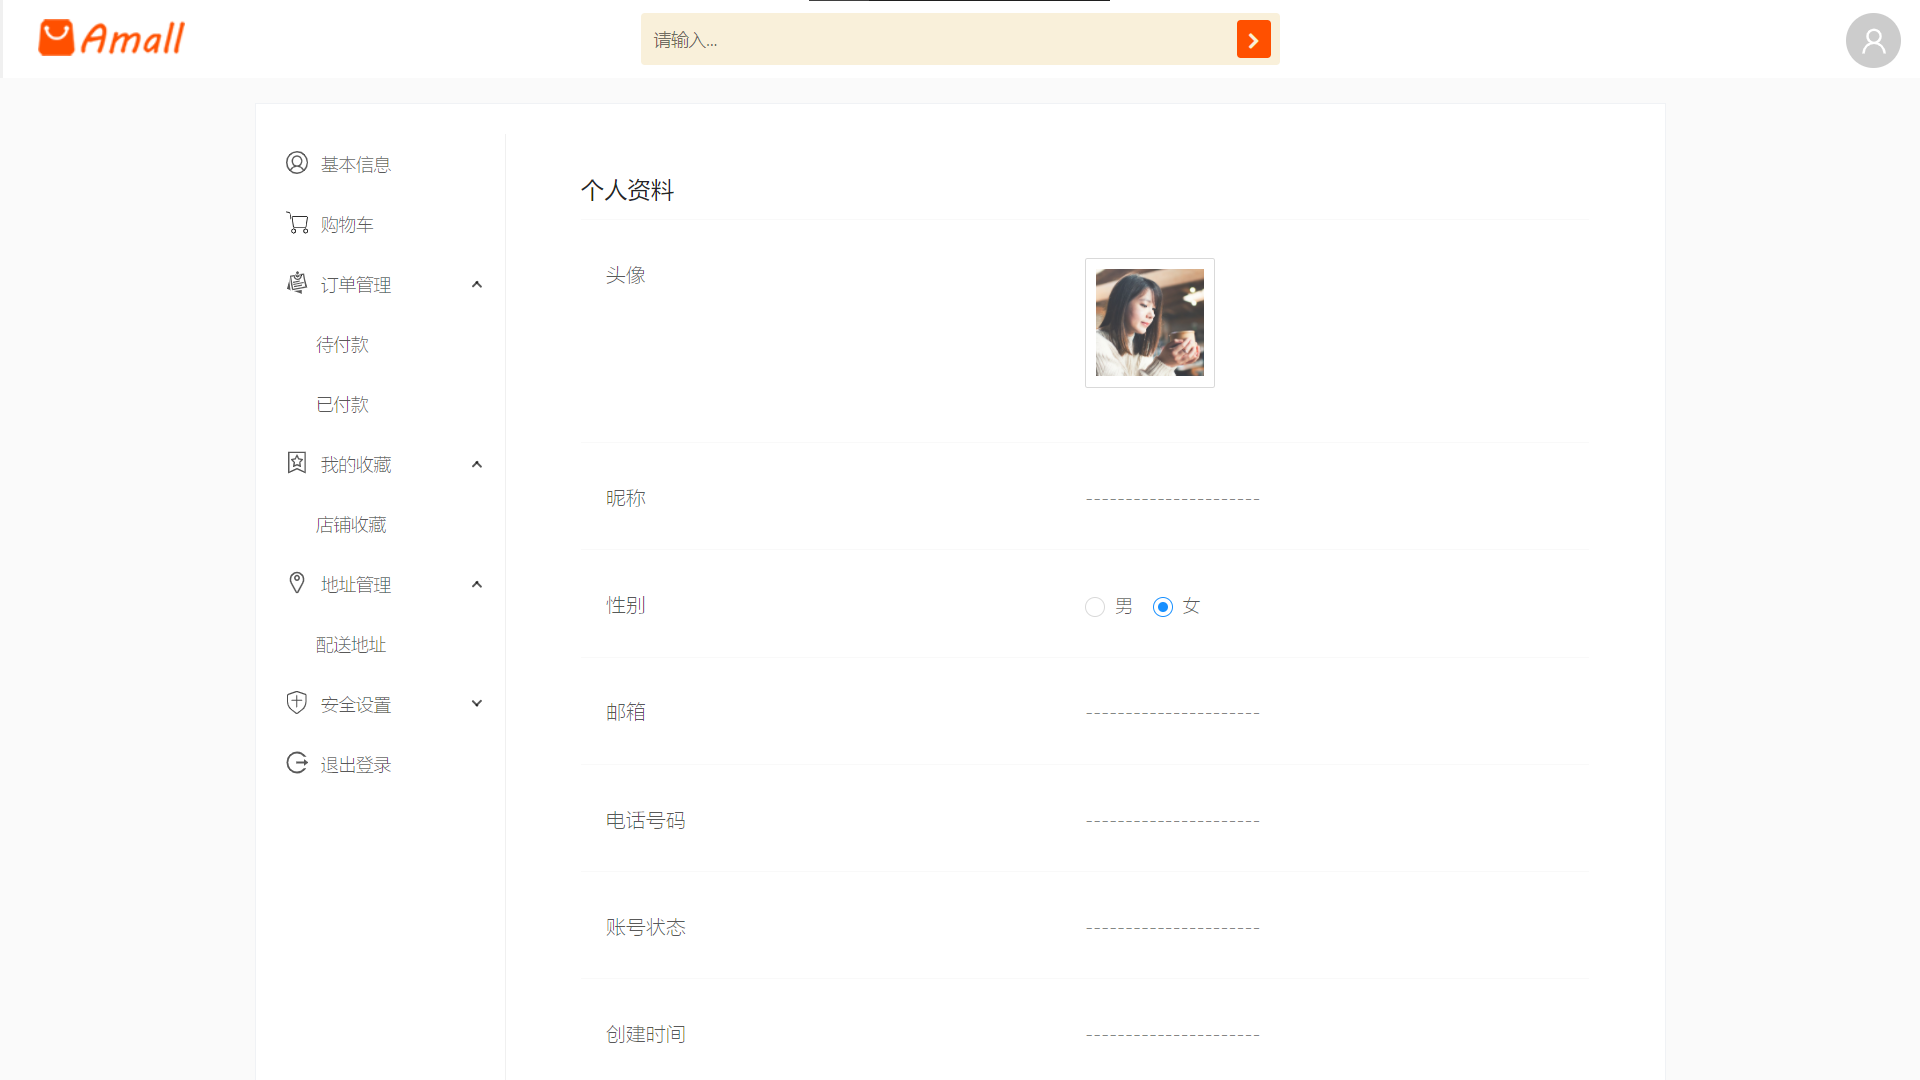 Amall
请输入...
基本信息
购物车
订单管理
待付款
已付款
我的收藏
店铺收藏
地址管理
配送地址
安全设置
退出登录
个人资料
头像
昵称 ----------------------
性别 男 女
邮箱 ----------------------
电话号码 ----------------------
账号状态 ----------------------
创建时间 ----------------------